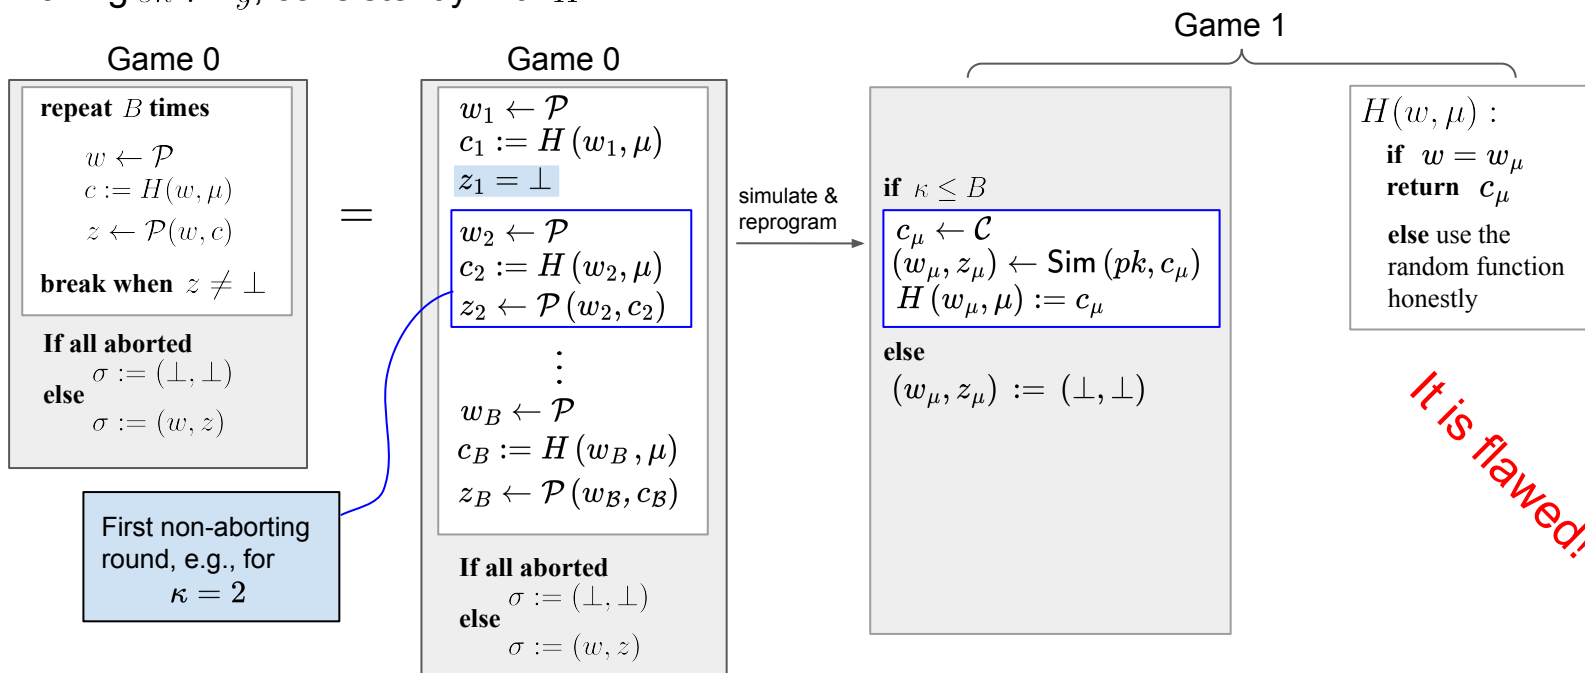 Game 0
repeat B times
w ← 𝒫
c := H(w, μ)
z ← 𝒫(w, c)
break when z ≠ ⊥
If all aborted
σ := (⊥, ⊥)
else
σ := (w, z)
=
First non-aborting
round, e.g., for
κ = 2
Game 0
w₁ ← 𝒫
c₁ := H (w₁, μ)
z₁ = ⊥
w₂ ← 𝒫
c₂ := H (w₂, μ)
z₂ ← 𝒫 (w₂, c₂)
⋮
w_B ← 𝒫
c_B := H (w_B , μ)
z_B ← 𝒫 (w_ℬ, c_ℬ)
If all aborted
σ := (⊥, ⊥)
else
σ := (w, z)
simulate &
reprogram
Game 1
if κ ≤ B
c_μ ← 𝒞
(w_μ, z_μ) ← Sim (pk, c_μ)
H (w_μ, μ) := c_μ
else
(w_μ, z_μ) := (⊥, ⊥)
H(w, μ) :
if w = w_μ
return c_μ
else use the
random function
honestly
It is flawed!